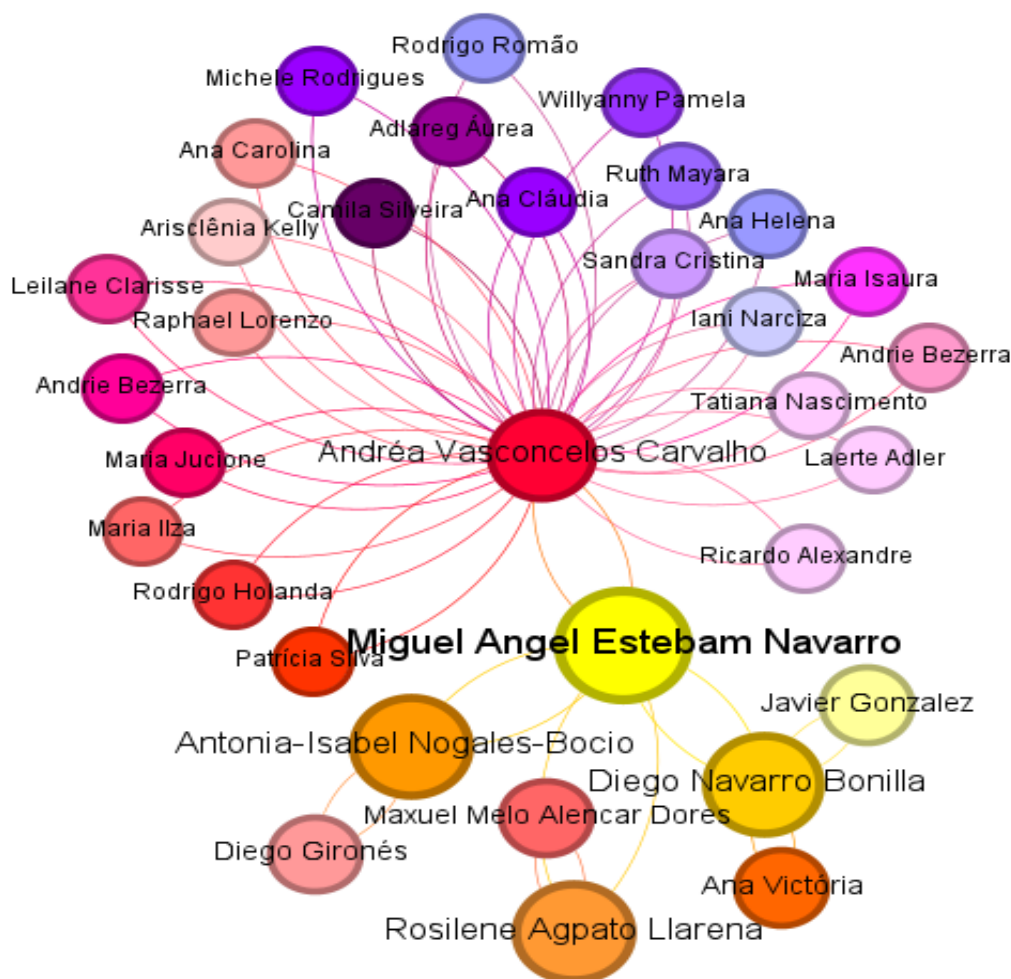 Rodrigo Romão
Michele Rodrigues
Willyanny Pamela
Adlareg Áurea
Ana Carolina
Ruth Mayara
Camila Silveira
Ana Cláudia
Ana Helena
Arisclênia Kelly
Sandra Cristina
Maria Isaura
Leilane Clarisse
Raphael Lorenzo
Iani Narciza
Andrie Bezerra
Andrie Bezerra
Tatiana Nascimento
Andréa Vasconcelos Carvalho
Maria Jucione
Laerte Adler
Maria Ilza
Ricardo Alexandre
Rodrigo Holanda
Miguel Angel Estebam Navarro
Patrícia Silva
Javier Gonzalez
Antonia-Isabel Nogales-Bocio
Diego Navarro Bonilla
Maxuel Melo Alencar Dores
Diego Gironés
Ana Victória
Rosilene Agpato Llarena